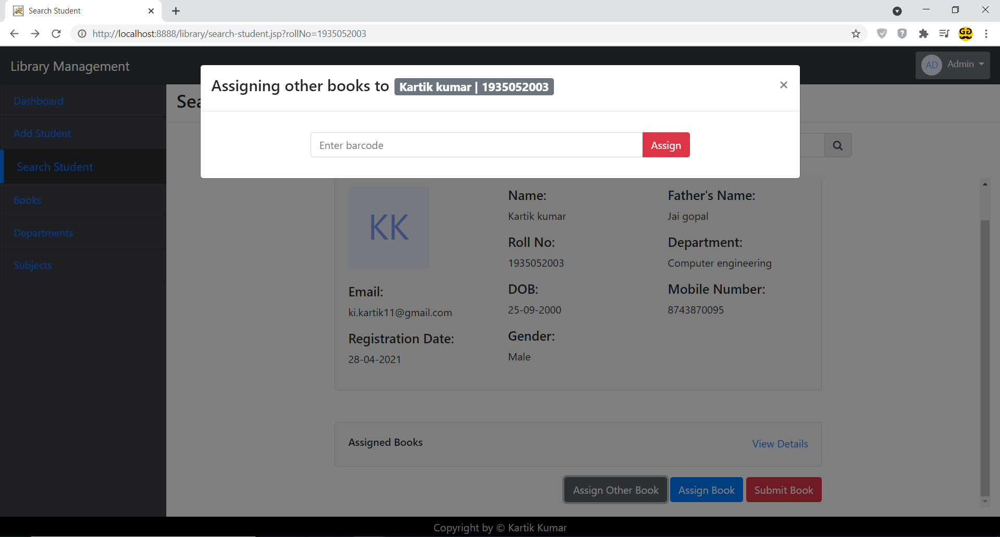 Search Student
http://localhost:8888/library/search-student.jsp?rollNo=1935052003
Library Management
AD Admin
Assigning other books to Kartik kumar | 1935052003
×
Dashboard
Add Student
Search Student
Books
Departments
Subjects
Enter barcode
Assign
KK
Email:
ki.kartik11@gmail.com
Registration Date:
28-04-2021
Name:
Kartik kumar
Roll No:
1935052003
DOB:
25-09-2000
Gender:
Male
Father's Name:
Jai gopal
Department:
Computer engineering
Mobile Number:
8743870095
Assigned Books
View Details
Assign Other Book
Assign Book
Submit Book
Copyright by © Kartik Kumar